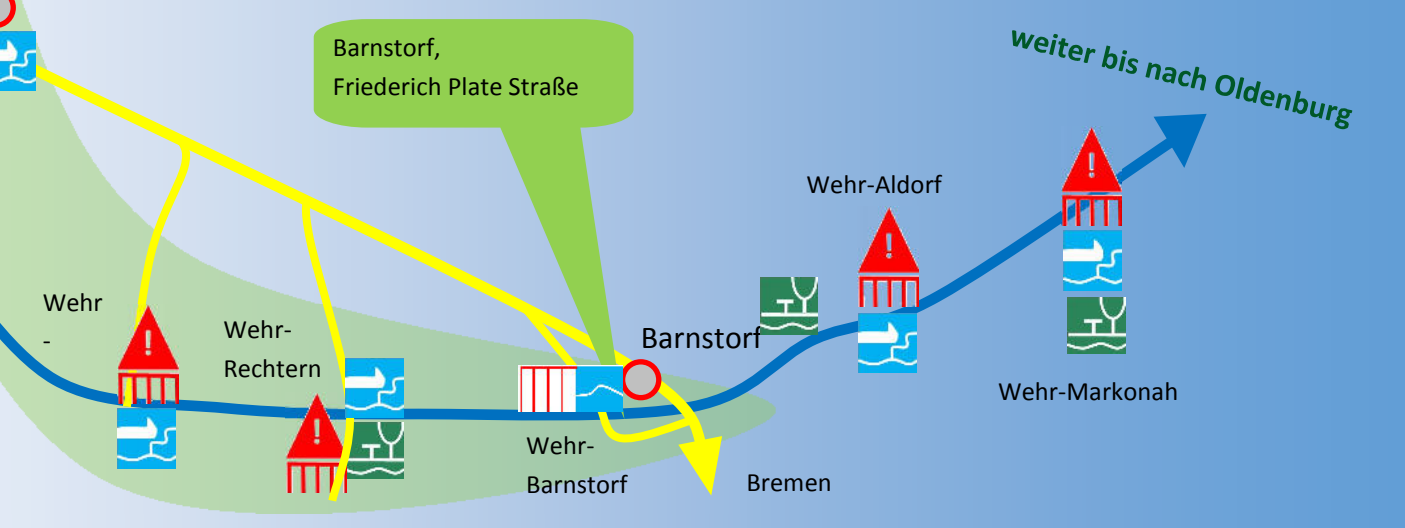 Barnstorf,
Friederich Plate Straße
weiter bis nach Oldenburg
Wehr-Aldorf
Wehr
-
Wehr-
Rechtern
Barnstorf
Wehr-Markonah
Wehr-
Barnstorf
Bremen